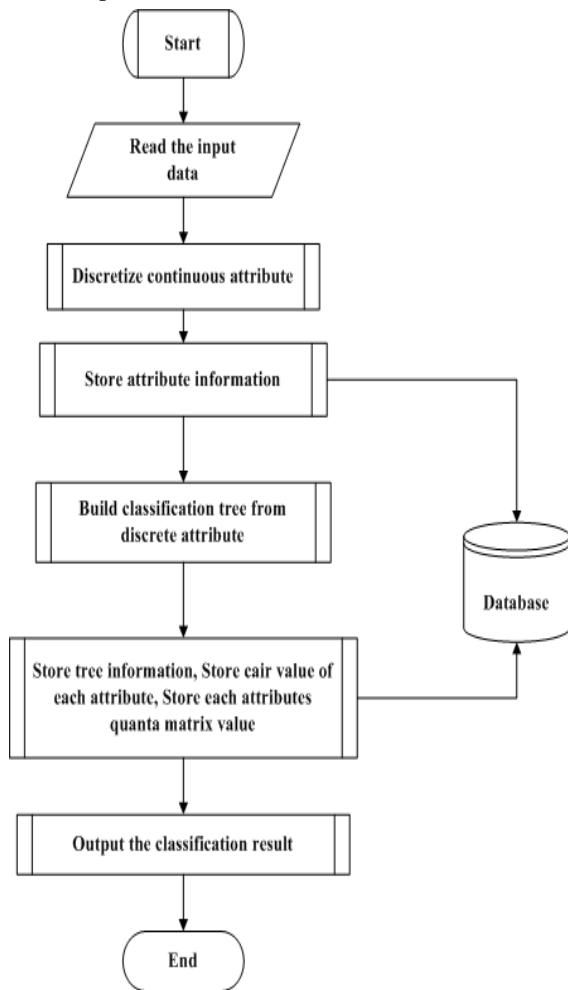 Start
Read the input
data
Discretize continuous attribute
Store attribute information
Build classification tree from
discrete attribute
Database
Store tree information, Store cair value of
each attribute, Store each attributes
quanta matrix value
Output the classification result
End